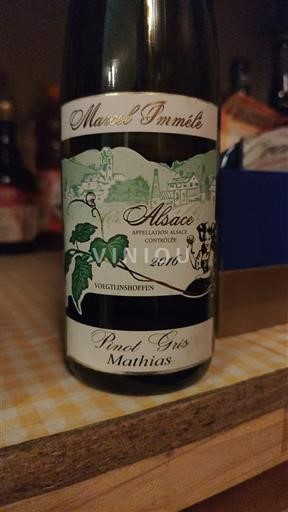 Marcel Immélé
Alsace
APPELLATION ALSACE
CONTRÔLÉE
VINIOU
2016
VOEGTLINSHOFFEN
Pinot Gris
Mathias